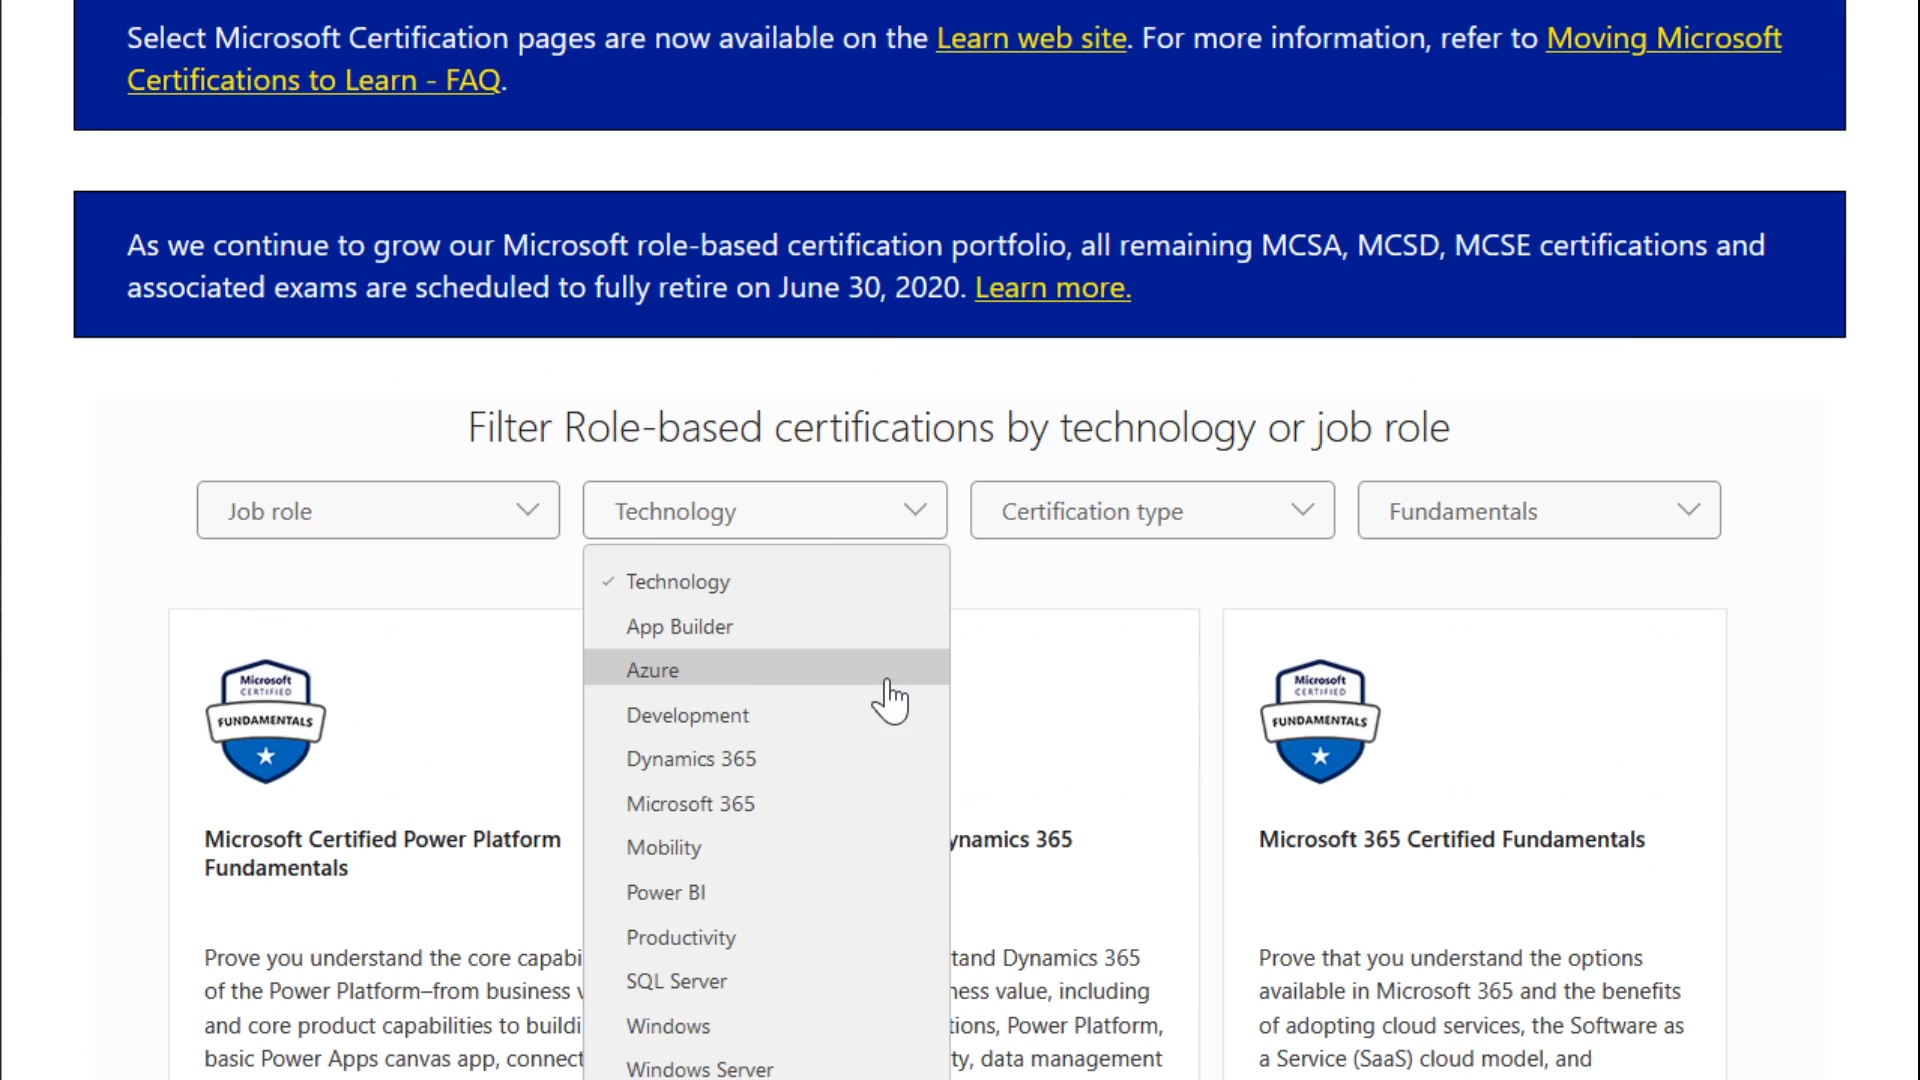 Select Microsoft Certification pages are now available on the Learn web site. For more information, refer to Moving Microsoft
Certifications to Learn - FAQ.
As we continue to grow our Microsoft role-based certification portfolio, all remaining MCSA, MCSD, MCSE certifications and
associated exams are scheduled to fully retire on June 30, 2020. Learn more.
Filter Role-based certifications by technology or job role
Job role
Technology
Certification type
Fundamentals
Technology
App Builder
Azure
Development
Dynamics 365
Microsoft 365
Mobility
Power BI
Productivity
SQL Server
Windows
Windows Server
Microsoft
CERTIFIED
FUNDAMENTALS
Microsoft Certified Power Platform
Fundamentals
Prove you understand the core capabi
of the Power Platform–from business v
and core product capabilities to buildi
basic Power Apps canvas app, connect
ynamics 365
tand Dynamics 365
ness value, including
tions, Power Platform,
ty, data management
Microsoft
CERTIFIED
FUNDAMENTALS
Microsoft 365 Certified Fundamentals
Prove that you understand the options
available in Microsoft 365 and the benefits
of adopting cloud services, the Software as
a Service (SaaS) cloud model, and